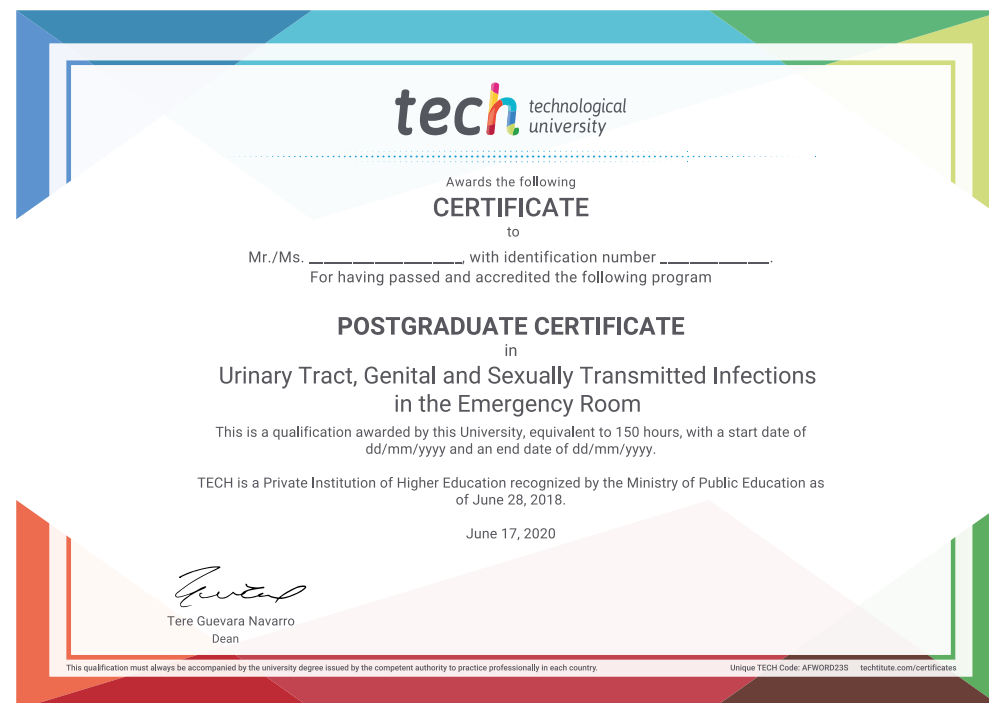 tech technological
university
Awards the following
CERTIFICATE
to
Mr./Ms. ____________________, with identification number ______________.
For having passed and accredited the following program
POSTGRADUATE CERTIFICATE
in
Urinary Tract, Genital and Sexually Transmitted Infections
in the Emergency Room
This is a qualification awarded by this University, equivalent to 150 hours, with a start date of
dd/mm/yyyy and an end date of dd/mm/yyyy.
TECH is a Private Institution of Higher Education recognized by the Ministry of Public Education as
of June 28, 2018.
June 17, 2020
Tere Guevara Navarro
Dean
This qualification must always be accompanied by the university degree issued by the competent authority to practice professionally in each country.
Unique TECH Code: AFWORD23S techtitute.com/certificates